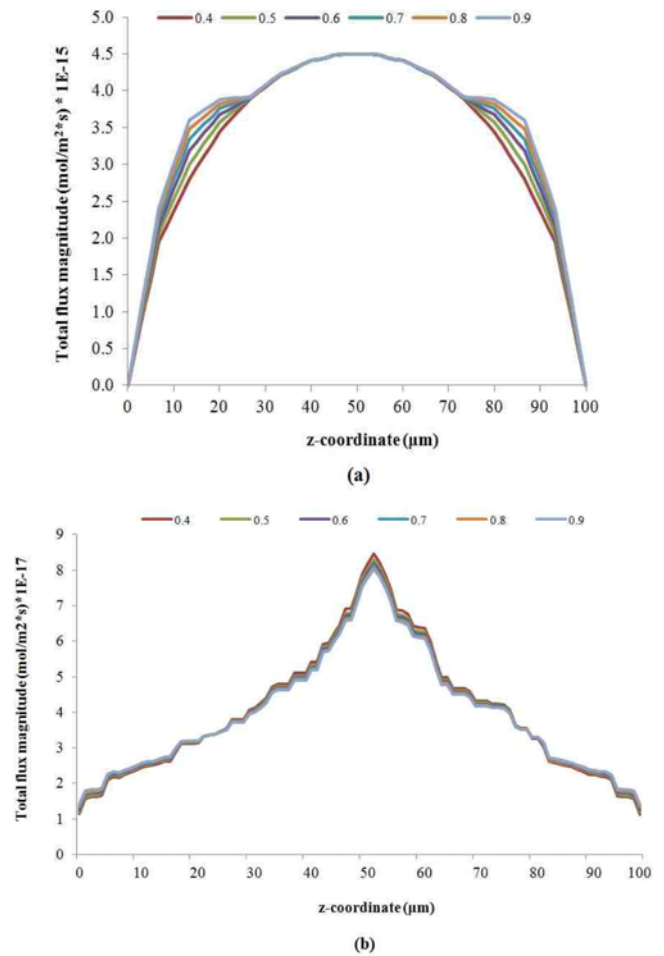 0.4 0.5 0.6 0.7 0.8 0.9
Total flux magnitude (mol/m²*s) * 1E-15
5.0
4.5
4.0
3.5
3.0
2.5
2.0
1.5
1.0
0.5
0.0
0 10 20 30 40 50 60 70 80 90 100
z-coordinate (µm)
(a)
0.4 0.5 0.6 0.7 0.8 0.9
Total flux magnitude (mol/m2*s)*1E-17
9
8
7
6
5
4
3
2
1
0
0 10 20 30 40 50 60 70 80 90 100
z-coordinate (µm)
(b)